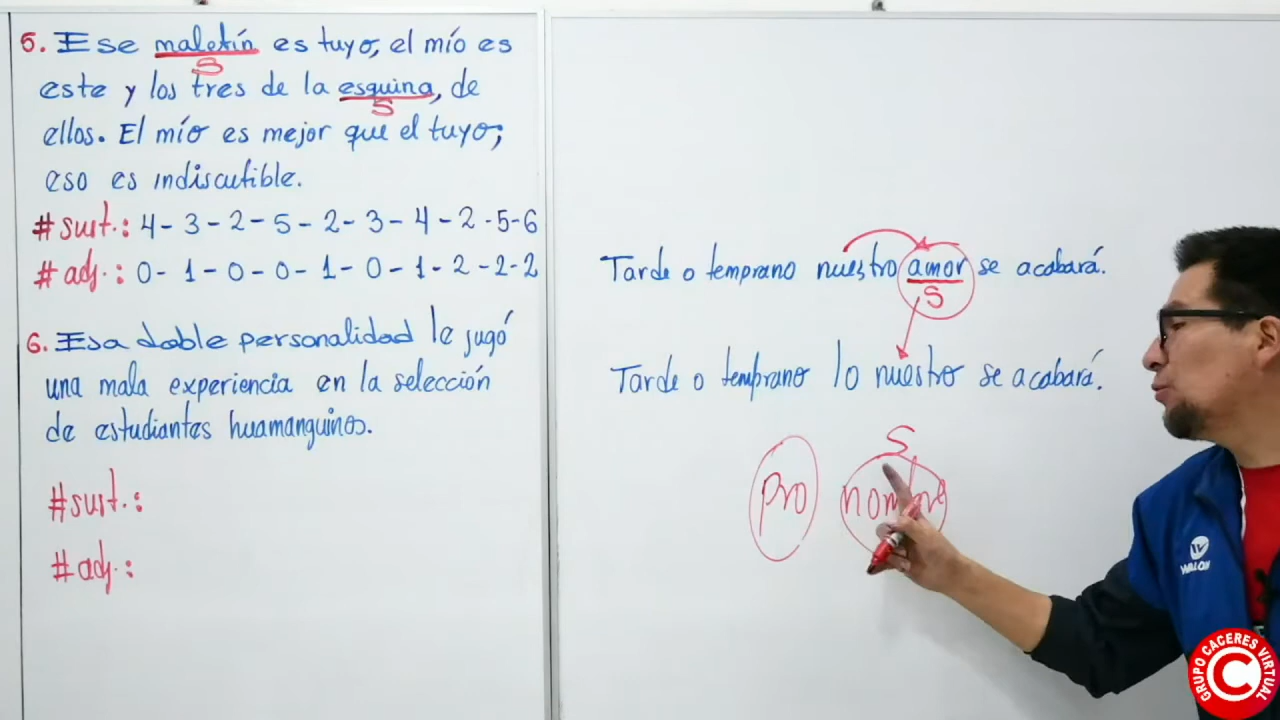 5. Ese maletín es tuyo, el mío es
S
este y los tres de la esquina, de
S
ellos. El mío es mejor que el tuyo;
eso es indiscutible.
# sust.: 4 - 3 - 2 - 5 - 2 - 3 - 4 - 2 - 5 - 6
# adj.: 0 - 1 - 0 - 0 - 1 - 0 - 1 - 2 - 2 - 2
6. Esa doble personalidad le jugó
una mala experiencia en la selección
de estudiantes huamanguinos.
# sust.:
# adj.:
Tarde o temprano nuestro amor se acabará.
S
Tarde o temprano lo nuestro se acabará.
S
pro nombre
WALON
GRUPO CACERES VIRTUAL
C